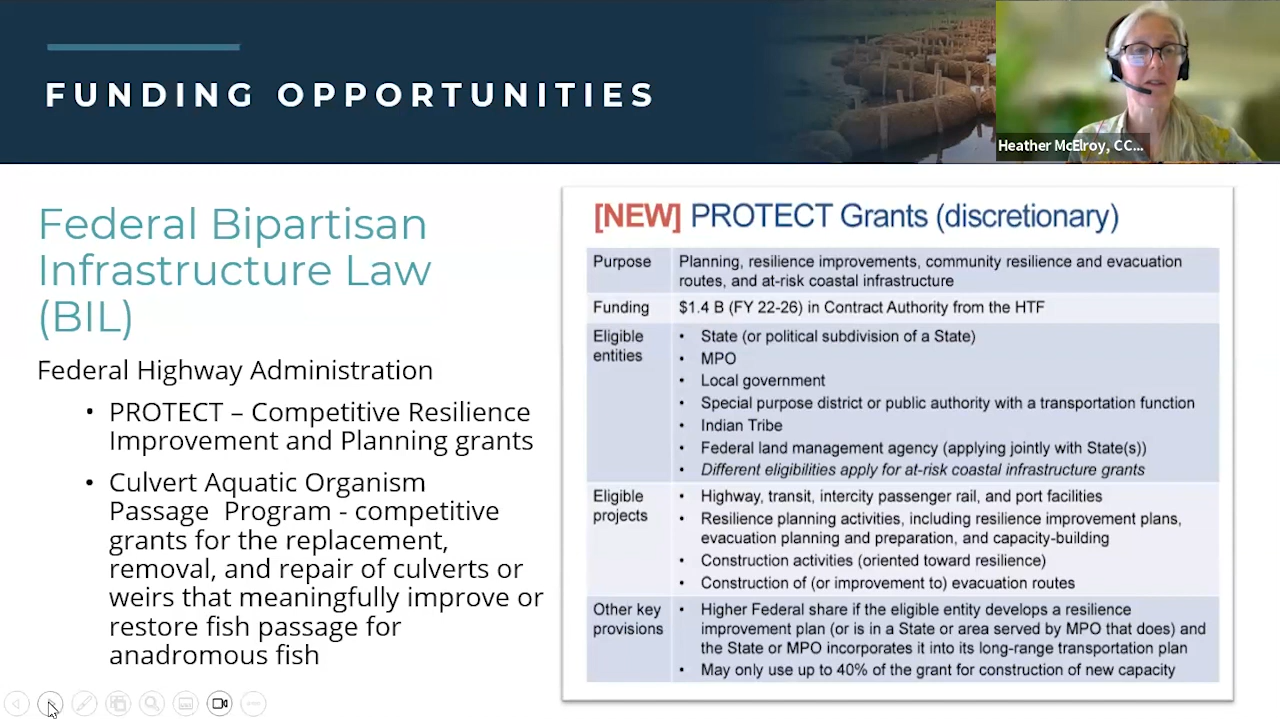 FUNDING OPPORTUNITIES
Heather McElroy, CC...
Federal Bipartisan
Infrastructure Law
(BIL)
Federal Highway Administration
• PROTECT – Competitive Resilience
Improvement and Planning grants
• Culvert Aquatic Organism
Passage Program - competitive
grants for the replacement,
removal, and repair of culverts or
weirs that meaningfully improve or
restore fish passage for
anadromous fish
[NEW] PROTECT Grants (discretionary)
Purpose
Planning, resilience improvements, community resilience and evacuation
routes, and at-risk coastal infrastructure
Funding
$1.4 B (FY 22-26) in Contract Authority from the HTF
Eligible
entities
• State (or political subdivision of a State)
• MPO
• Local government
• Special purpose district or public authority with a transportation function
• Indian Tribe
• Federal land management agency (applying jointly with State(s))
• Different eligibilities apply for at-risk coastal infrastructure grants
Eligible
projects
• Highway, transit, intercity passenger rail, and port facilities
• Resilience planning activities, including resilience improvement plans,
evacuation planning and preparation, and capacity-building
• Construction activities (oriented toward resilience)
• Construction of (or improvement to) evacuation routes
Other key
provisions
• Higher Federal share if the eligible entity develops a resilience
improvement plan (or is in a State or area served by MPO that does) and
the State or MPO incorporates it into its long-range transportation plan
• May only use up to 40% of the grant for construction of new capacity